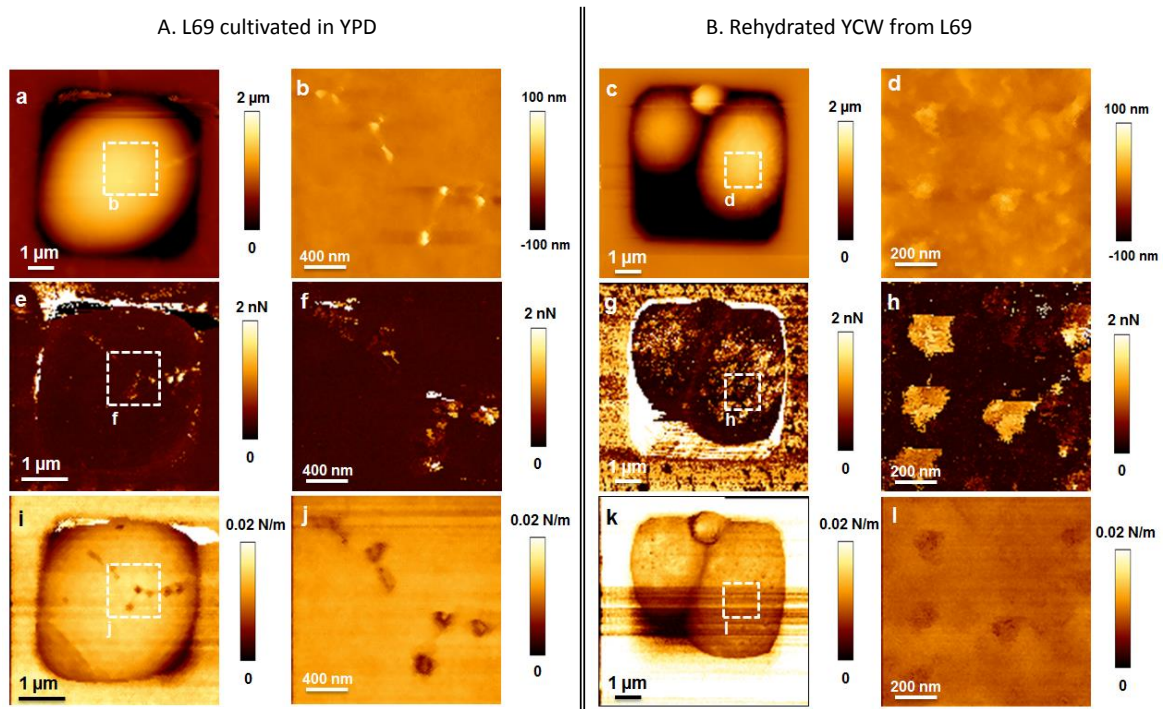 A. L69 cultivated in YPD
B. Rehydrated YCW from L69
a
b
1 µm
2 µm
0
b
400 nm
100 nm
-100 nm
c
d
1 µm
2 µm
0
d
200 nm
100 nm
-100 nm
e
f
1 µm
2 nN
0
f
400 nm
2 nN
0
g
h
1 µm
2 nN
0
h
200 nm
2 nN
0
i
j
1 µm
0.02 N/m
0
j
400 nm
0.02 N/m
0
k
l
1 µm
0.02 N/m
0
l
200 nm
0.02 N/m
0